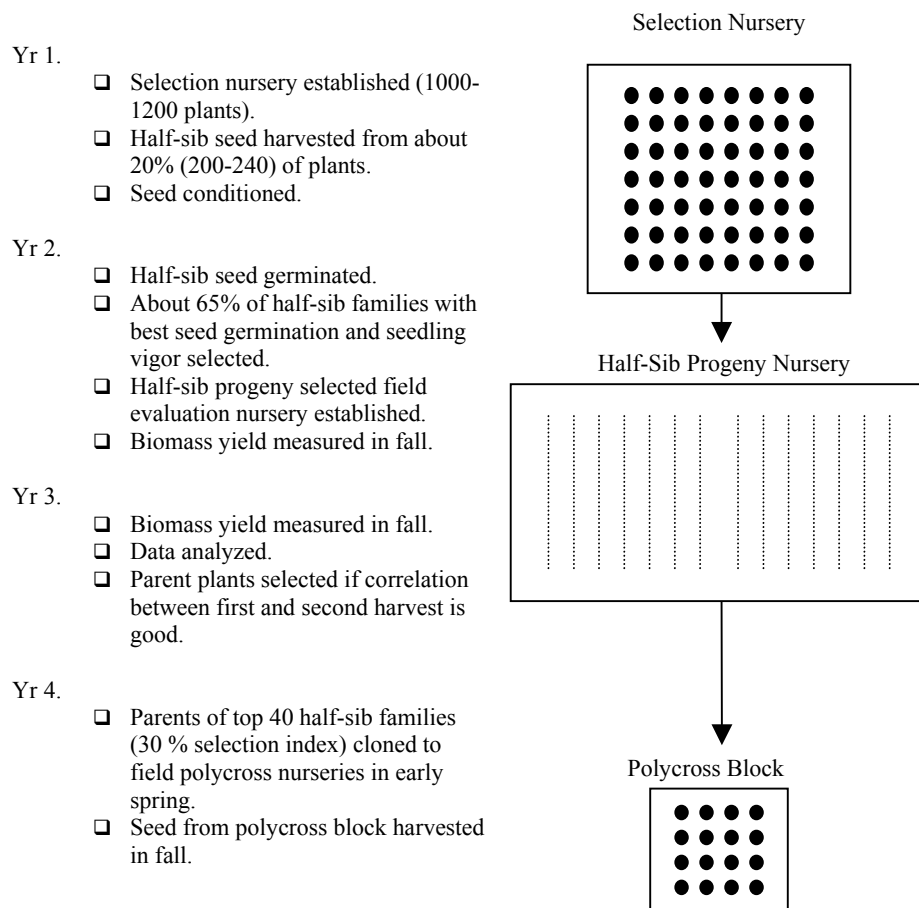 Selection Nursery
Yr 1.
❑ Selection nursery established (1000-
1200 plants).
❑ Half-sib seed harvested from about
20% (200-240) of plants.
❑ Seed conditioned.
Yr 2.
❑ Half-sib seed germinated.
❑ About 65% of half-sib families with
best seed germination and seedling
vigor selected.
❑ Half-sib progeny selected field
evaluation nursery established.
❑ Biomass yield measured in fall.
Half-Sib Progeny Nursery
Yr 3.
❑ Biomass yield measured in fall.
❑ Data analyzed.
❑ Parent plants selected if correlation
between first and second harvest is
good.
Yr 4.
❑ Parents of top 40 half-sib families
(30 % selection index) cloned to
field polycross nurseries in early
spring.
❑ Seed from polycross block harvested
in fall.
Polycross Block